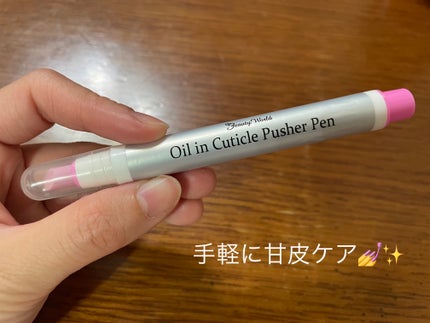 Beauty World
Oil in Cuticle Pusher Pen
手軽に甘皮ケア💅✨